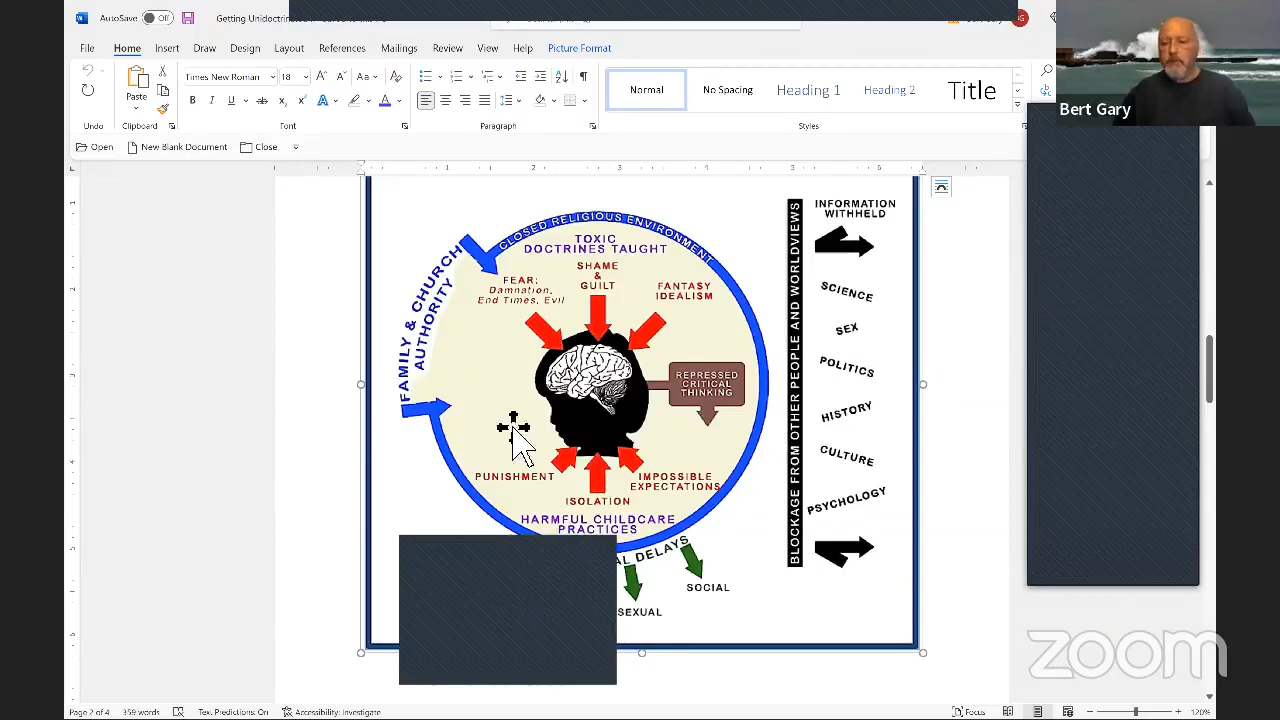 AutoSave Off
File Home Insert Draw Design Layout References Mailings Review View Help Picture Format
Times New Roman 18
Normal No Spacing Heading 1 Heading 2 Title
Paste
Undo Clipboard Font Paragraph Styles
Open New Blank Document Close
Bert Gary
CLOSED RELIGIOUS ENVIRONMENT
TOXIC
DOCTRINES TAUGHT
FAMILY & CHURCH
AUTHORITY
FEAR:
Damnation,
End Times, Evil
SHAME
&
GUILT
FANTASY
IDEALISM
REPRESSED
CRITICAL
THINKING
PUNISHMENT
ISOLATION
IMPOSSIBLE
EXPECTATIONS
HARMFUL CHILDCARE
PRACTICES
DELAYS
SEXUAL
SOCIAL
BLOCKAGE FROM OTHER PEOPLE AND WORLDVIEWS
INFORMATION
WITHHELD
SCIENCE
SEX
POLITICS
HISTORY
CULTURE
PSYCHOLOGY
zoom
Page 2 of 4 359 words Text Predictions: On Accessibility: Investigate Focus 120%